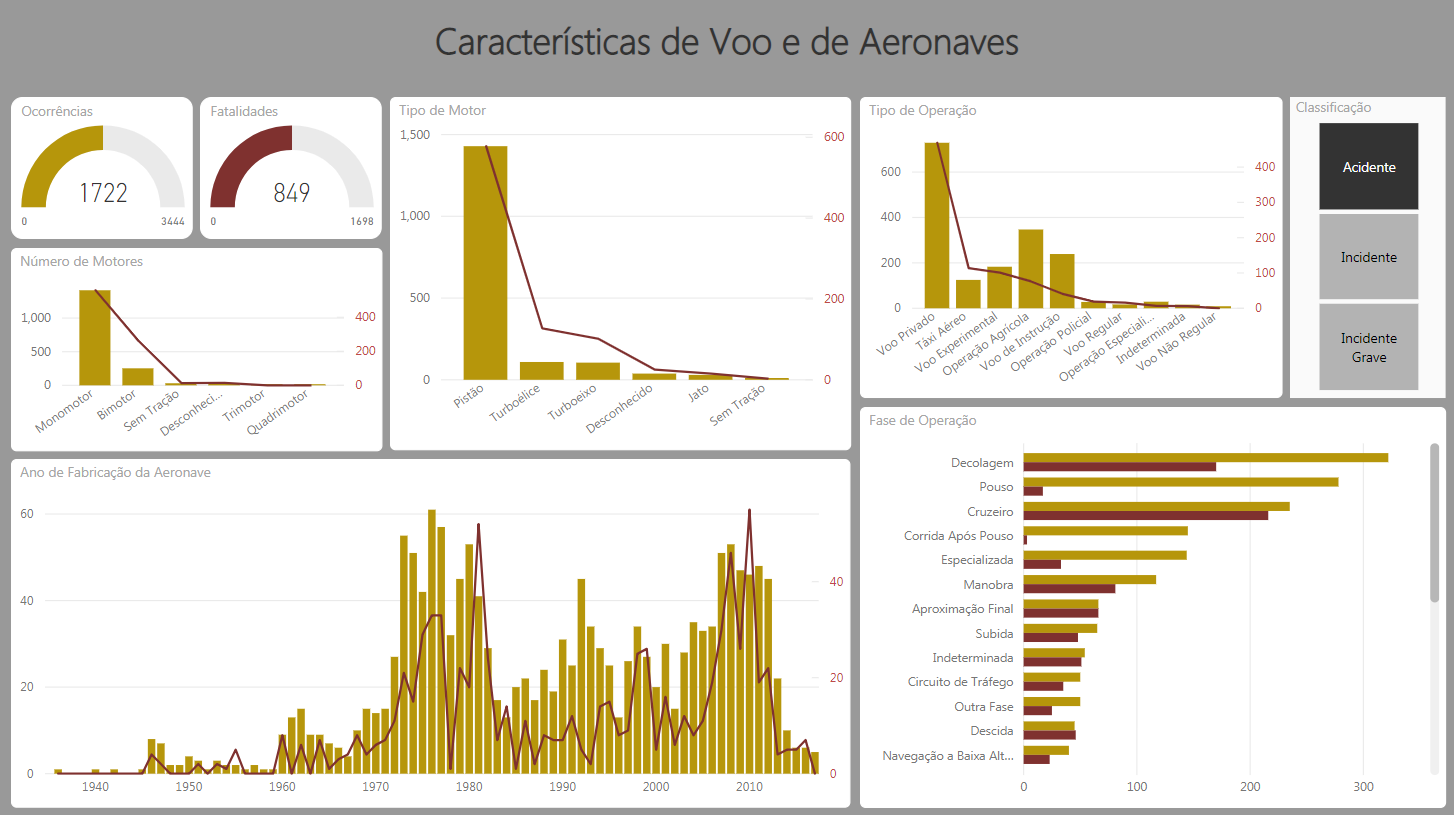 Características de Voo e de Aeronaves
Ocorrências
1722
0
3444
Fatalidades
849
0
1698
Número de Motores
1,000
500
0
400
200
0
Monomotor
Bimotor
Sem Tração
Desconheci...
Trimotor
Quadrimotor
Tipo de Motor
1,500
1,000
500
0
600
400
200
0
Pistão
Turboélice
Turboeixo
Desconhecido
Jato
Sem Tração
Tipo de Operação
600
400
200
0
400
300
200
100
0
Voo Privado
Táxi Aéreo
Voo Experimental
Operação Agrícola
Voo de Instrução
Operação Policial
Voo Regular
Operação Especiali...
Indeterminada
Voo Não Regular
Classificação
Acidente
Incidente
Incidente
Grave
Ano de Fabricação da Aeronave
60
40
20
0
40
20
0
1940
1950
1960
1970
1980
1990
2000
2010
Fase de Operação
Decolagem
Pouso
Cruzeiro
Corrida Após Pouso
Especializada
Manobra
Aproximação Final
Subida
Indeterminada
Circuito de Tráfego
Outra Fase
Descida
Navegação a Baixa Alt...
0
100
200
300